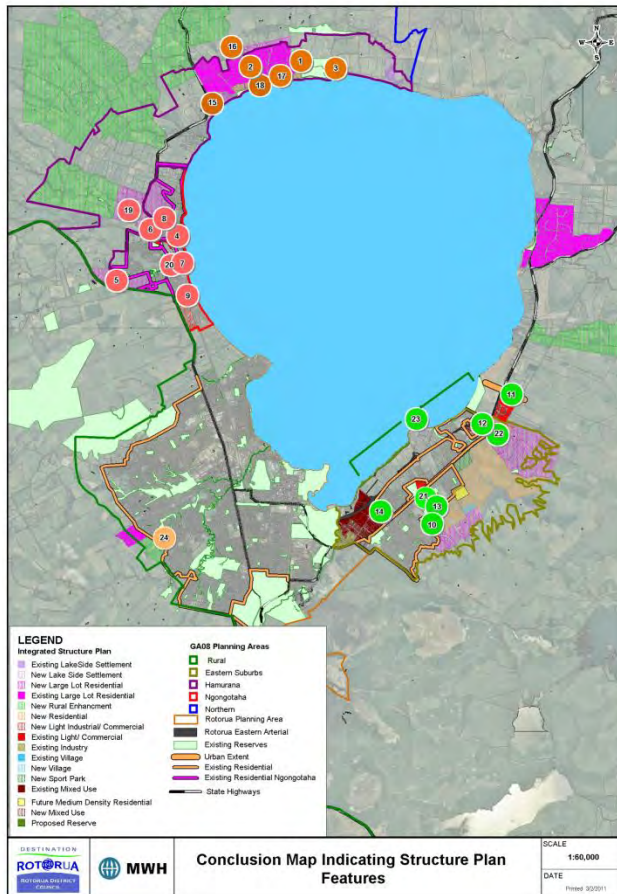 N
W E
S
16
2
1
3
17
18
15
19
8
6
4
20
7
5
9
11
23
12
22
21
13
14
10
24
LEGEND
Integrated Structure Plan
Existing LakeSide Settlement
New Lake Side Settlement
New Large Lot Residential
Existing Large Lot Residential
New Rural Enhancment
New Residential
New Light Industrial/ Commercial
Existing Light/ Commercial
Existing Industry
Existing Village
New Village
New Sport Park
Existing Mixed Use
Future Medium Density Residential
New Mixed Use
Proposed Reserve
GA08 Planning Areas
Rural
Eastern Suburbs
Hamurana
Ngongotaha
Northern
Rotorua Planning Area
Rotorua Eastern Arterial
Existing Reserves
Urban Extent
Existing Residential
Existing Residential Ngongotaha
State Highways
DESTINATION
ROTORUA
ROTORUA DISTRICT
COUNCIL
MWH
Conclusion Map Indicating Structure Plan
Features
SCALE
1:50,000
DATE
Printed 3/2/2011